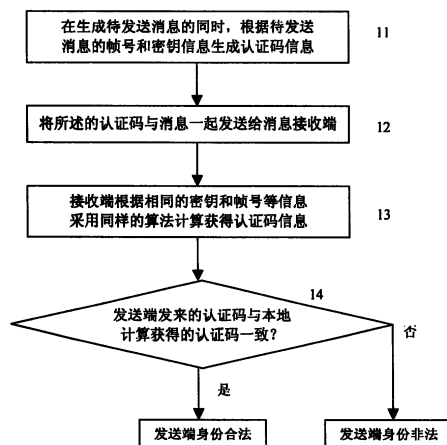 在生成待发送消息的同时，根据待发送
消息的帧号和密钥信息生成认证码信息
11
将所述的认证码与消息一起发送给消息接收端
12
接收端根据相同的密钥和帧号等信息
采用同样的算法计算获得认证码信息
13
14
发送端发来的认证码与本地
计算获得的认证码一致？
否
是
发送端身份合法
发送端身份非法